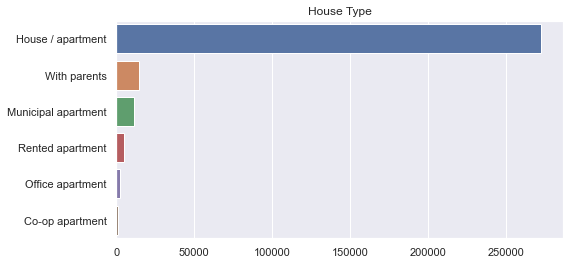 House Type
House / apartment
With parents
Municipal apartment
Rented apartment
Office apartment
Co-op apartment
0 50000 100000 150000 200000 250000